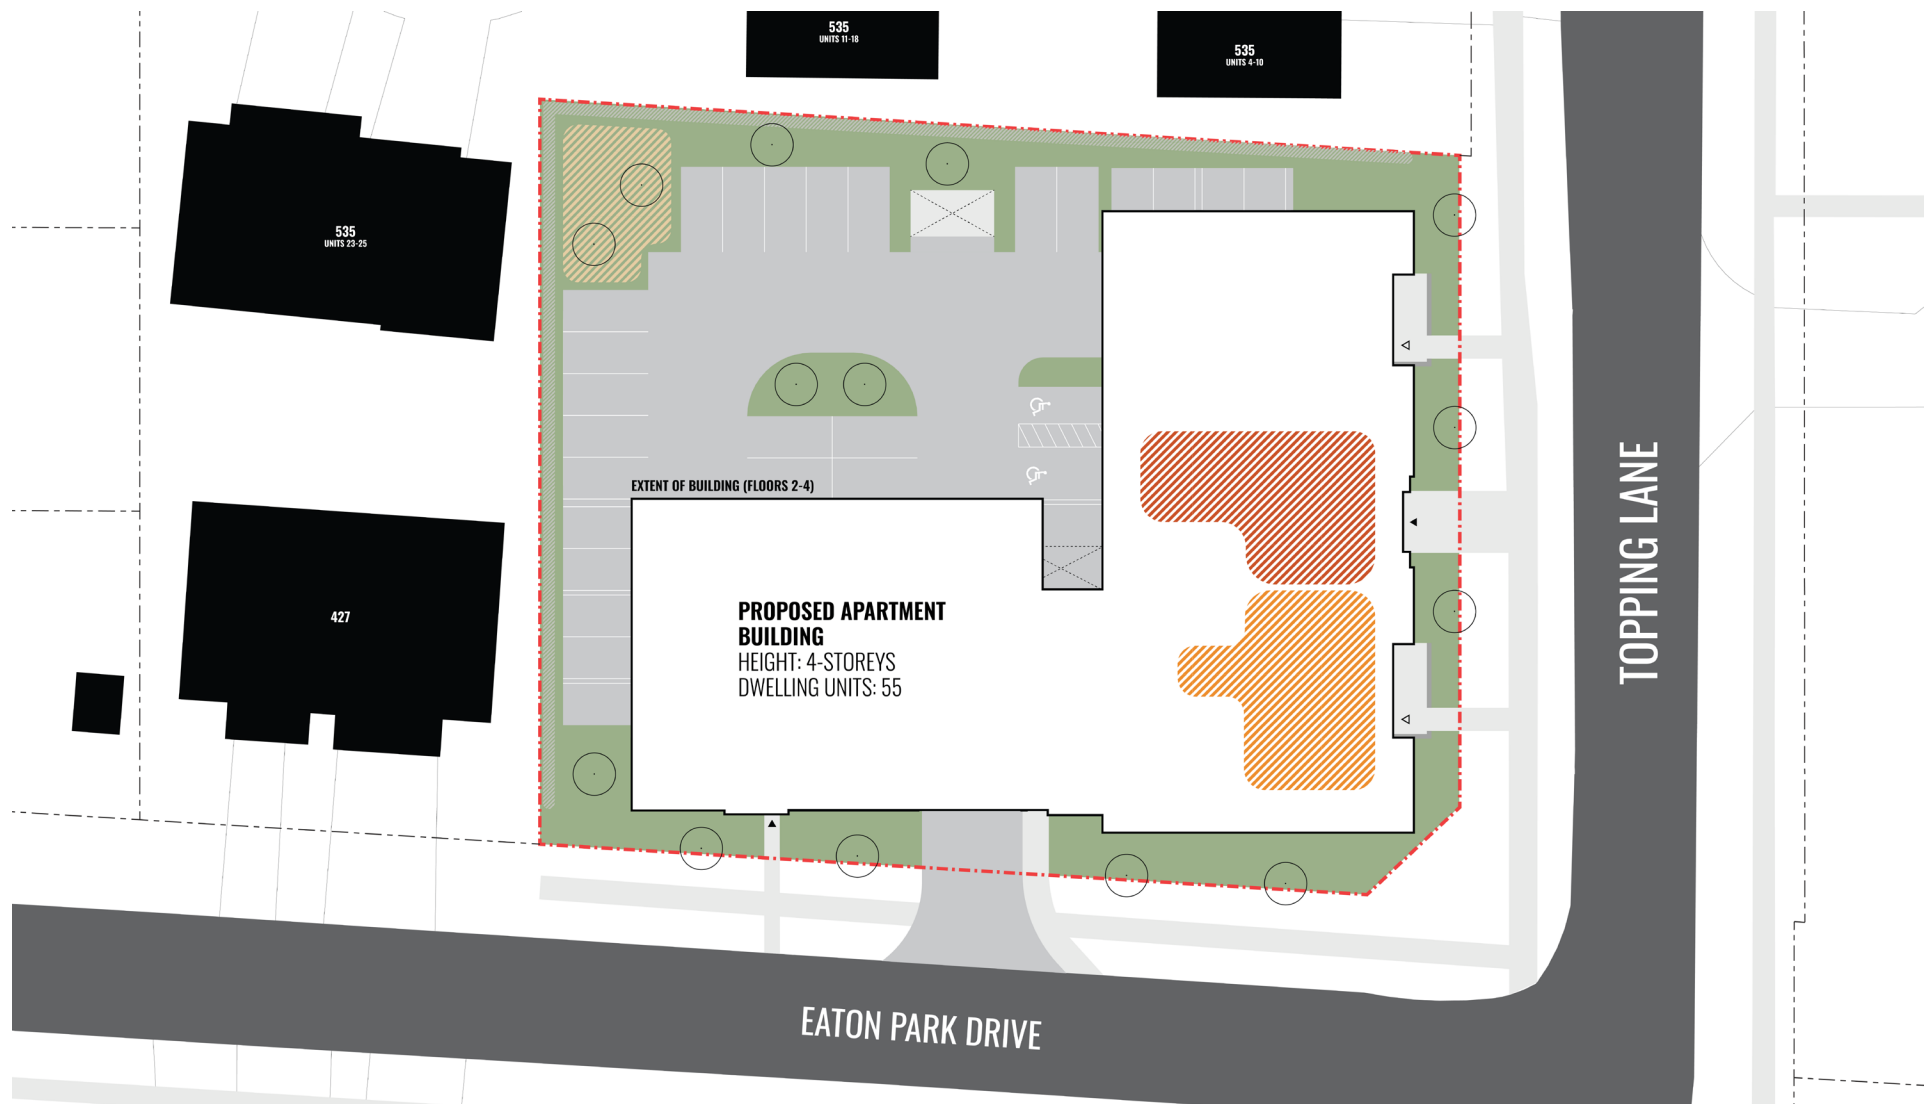 535
UNITS 11-18
535
UNITS 4-10
535
UNITS 23-25
EXTENT OF BUILDING (FLOORS 2-4)
PROPOSED APARTMENT
BUILDING
HEIGHT: 4-STOREYS
DWELLING UNITS: 55
427
TOPPING LANE
EATON PARK DRIVE